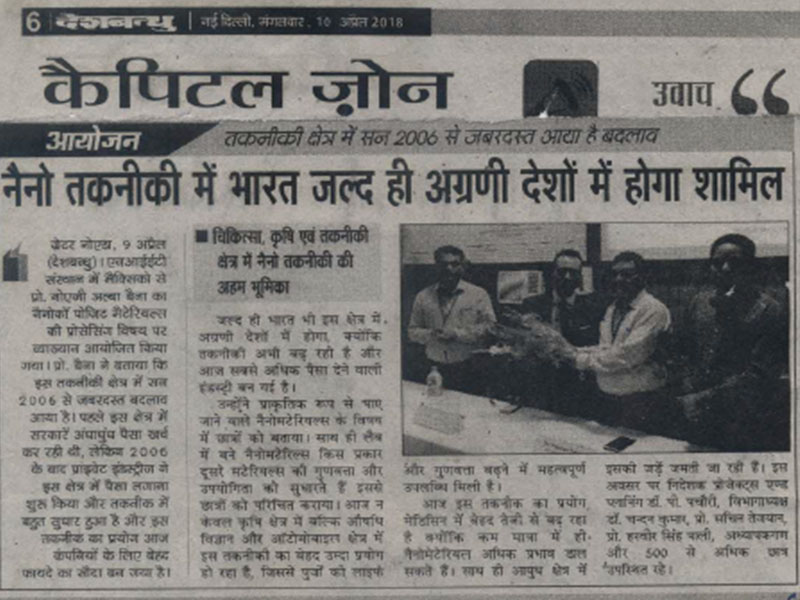 6 देशबन्धु नई दिल्ली, मंगलवार, 10 अप्रैल 2018
कैपिटल ज़ोन
उवाच
आयोजन
तकनीकी क्षेत्र में सन 2006 से जबरदस्त आया है बदलाव
नैनो तकनीकी में भारत जल्द ही अग्रणी देशों में होगा शामिल
ग्रेटर नोएडा, 9 अप्रैल
(देशबन्धु)। एनआईईटी
संस्थान में मैक्सिको से
प्रो. नोएजी अल्बा बैना का
नैनोकॉ पोजिट मैटेरियल्स
की प्रोसेसिंग विषय पर
व्याख्यान आयोजित किया
गया। प्रो. बैना ने बताया कि
इस तकनीकी क्षेत्र में सन
2006 से जबरदस्त बदलाव
आया है। पहले इस क्षेत्र में
सरकारें अंधाधुंध पैसा खर्च
कर रही थी, लेकिन 2006
के बाद प्राइवेट इंडस्ट्रीज ने
इस क्षेत्र में पैसा लगाना
शुरू किया और तकनीक में
बहुत सुधार हुआ है और इस
तकनीक का प्रयोग आज
कंपनियों के लिए बेहद
फायदे का सौदा बन गया है।
■ चिकित्सा, कृषि एवं तकनीकी
क्षेत्र में नैनो तकनीकी की
अहम भूमिका
जल्द ही भारत भी इस क्षेत्र में
अग्रणी देशों में होगा, क्योंकि
तकनीकी अभी बढ़ रही है और
आज सबसे अधिक पैसा देने वाली
इंडस्ट्री बन गई है।
उन्होंने प्राकृतिक रूप से पाए
जाने वाले नैनोमटेरियल्स के विषय
में छात्रों को बताया। साथ ही लैब
में बने नैनोमटेरिल्स किस प्रकार
दूसरे मटेरियल्स की गुणवत्ता और
उपयोगिता को सुधारते हैं इससे
छात्रों को परिचित कराया। आज न
केवल कृषि क्षेत्र में बल्कि औषधि
विज्ञान और ऑटोमोबाइल क्षेत्र में
इस तकनीकी का बेहद उम्दा प्रयोग
हो रहा है, जिससे पुर्जों को लाइफ
और गुणवत्ता बढ़ने में महत्वपूर्ण
उपलब्धि मिली है।
आज इस तकनीक का प्रयोग
मेडिसिन में बेहद तेजी से बढ़ रहा
है क्योंकि कम मात्रा में ही
नैनोमेटेरियल अधिक प्रभाव डाल
सकते हैं। साथ ही आयुध क्षेत्र में
इसकी जड़ें जमती जा रही हैं। इस
अवसर पर निदेशक प्रोजेक्ट्स एण्ड
प्लानिंग डॉ. पी. पचौरी, विभागाध्यक्ष
डॉ. चन्दन कुमार, प्रो. सचिन तेजयान,
प्रो. हरवीर सिंह पाली, अध्यापकगण
और 500 से अधिक छात्र
उपस्थित रहे।